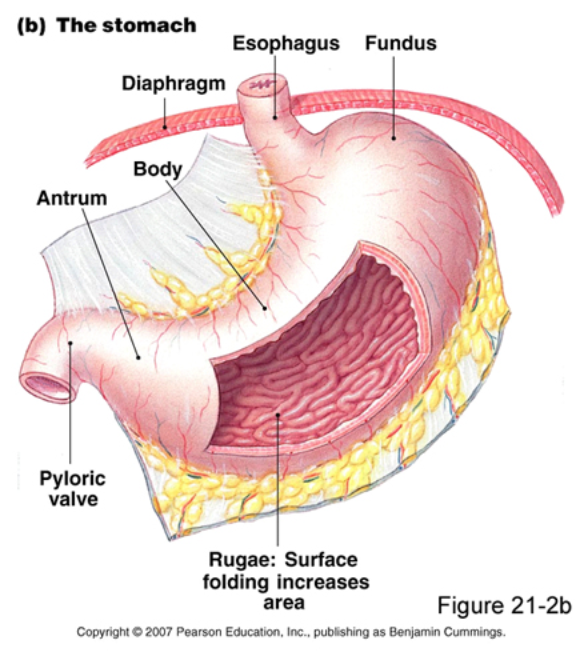 (b) The stomach
Esophagus
Fundus
Diaphragm
Body
Antrum
Pyloric
valve
Rugae: Surface
folding increases
area
Figure 21-2b
Copyright © 2007 Pearson Education, Inc., publishing as Benjamin Cummings.